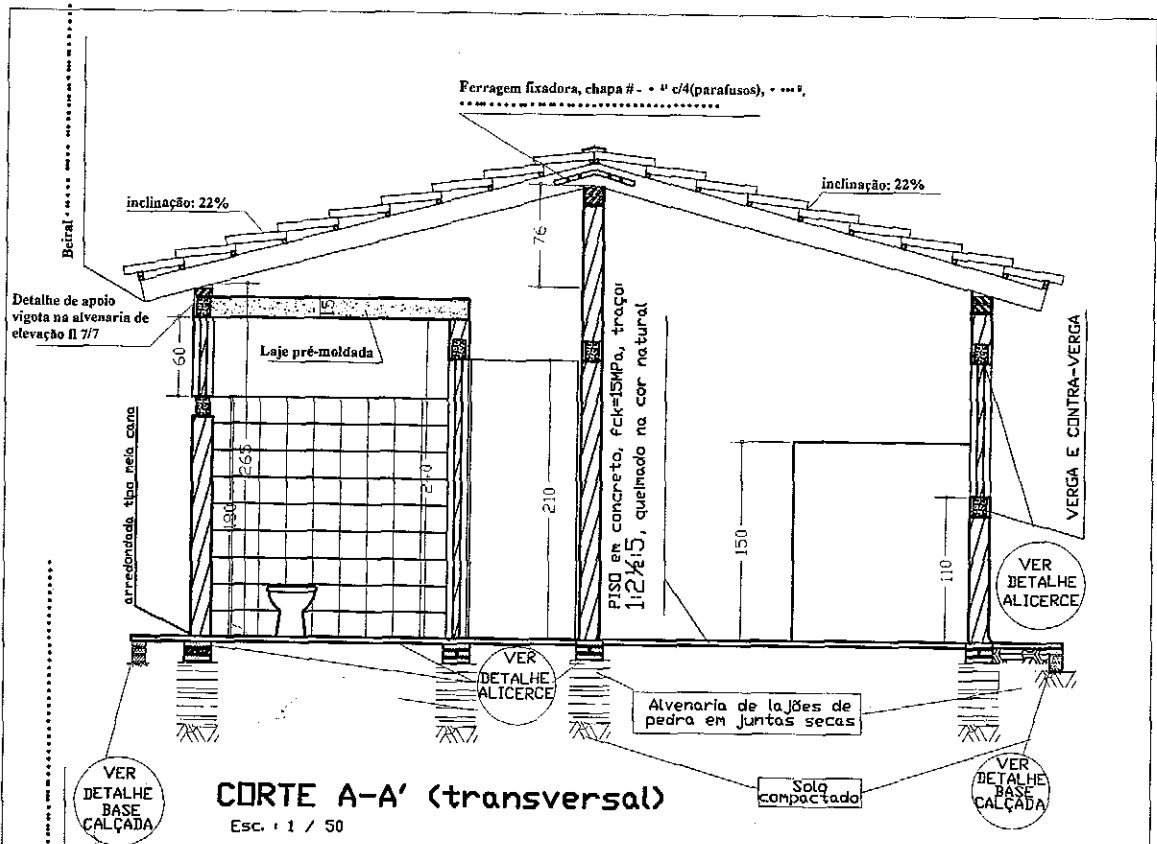 Ferragem fixadora, chapa # - c/4(parafusos),
inclinação: 22%
inclinação: 22%
Beiral
Detalhe de apoio
vigota na alvenaria de
elevação fl 7/7
15
76
60
Laje pré-moldada
arredondada tipo meia cana
180
265
240
210
PISO em concreto, fck=15MPa, traço:
1:2½:5, queimado na cor natural
150
110
VERGA E CONTRA-VERGA
VER
DETALHE
ALICERCE
VER
DETALHE
ALICERCE
Alvenaria de lajões de
pedra em juntas secas
Solo
compactado
VER
DETALHE
BASE
CALÇADA
VER
DETALHE
BASE
CALÇADA
CORTE A-A' (transversal)
Esc. : 1 / 50